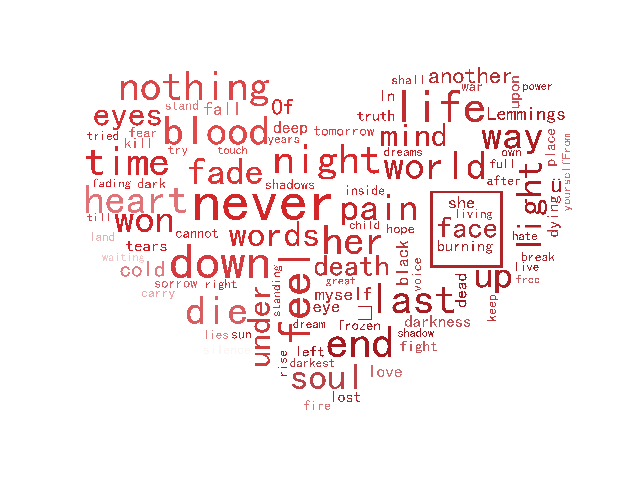 nothing
stand
fall
Of
shall
another
In
war
upon
power
eyes
tried
fear
kill
blood
deep
years
truth
tomorrow
life
mind
Lemmings
way
place
yourselfFrom
time
try
touch
fade
night
dreams
world
own
full
after
light
dying
fading
dark
shadows
inside
heart
never
pain
she
living
face
burning
till
won
cannot
words
her
child
hope
hate
land
tears
waiting
cold
down
feel
standing
death
black
voice
break
live
free
up
sorrow
right
carry
great
myself
last
dead
keep
die
under
eye
frozen
darkness
dream
shadow
lies
sun
end
fight
rise
left
darkest
soul
love
lost
fire